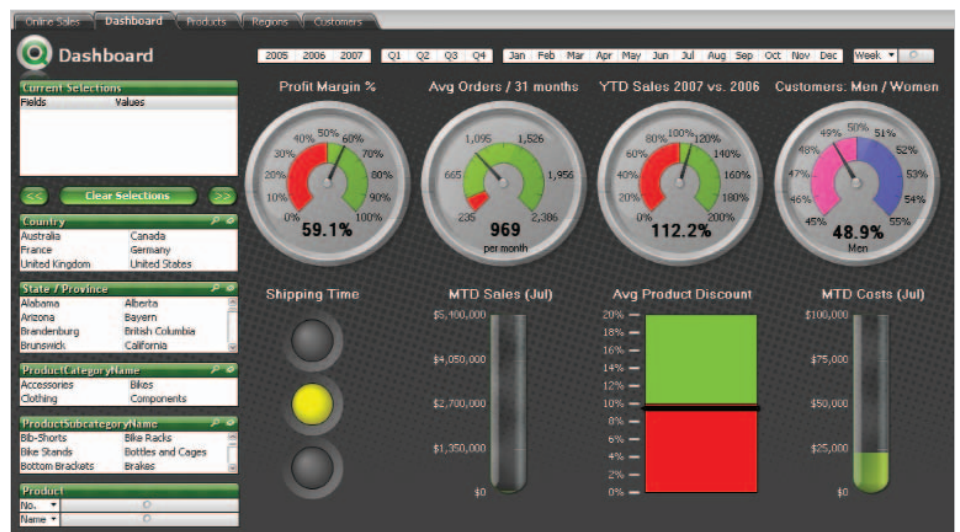 Online Sales Dashboard Products Regions Customers
Dashboard
2005 2006 2007 Q1 Q2 Q3 Q4 Jan Feb Mar Apr May Jun Jul Aug Sep Oct Nov Dec Week
Current Selections
Fields Values
<< Clear Selections >>
Country
Australia Canada
France Germany
United Kingdom United States
State / Province
Alabama Alberta
Arizona Bayern
Brandenburg British Columbia
Brunswick California
ProductCategoryName
Accessories Bikes
Clothing Components
ProductSubcategoryName
Bib-Shorts Bike Racks
Bike Stands Bottles and Cages
Bottom Brackets Brakes
Product
No.
Name
Profit Margin %
0% 10% 20% 30% 40% 50% 60% 70% 80% 90% 100%
59.1%
Avg Orders / 31 months
235 665 1,095 1,526 1,956 2,386
969
per month
YTD Sales 2007 vs. 2006
0% 20% 40% 60% 80% 100% 120% 140% 160% 180% 200%
112.2%
Customers: Men / Women
45% 46% 47% 48% 49% 50% 51% 52% 53% 54% 55%
48.9%
Men
Shipping Time
MTD Sales (Jul)
$5,400,000
$4,050,000
$2,700,000
$1,350,000
$0
Avg Product Discount
20%
18%
16%
14%
12%
10%
8%
6%
4%
2%
0%
MTD Costs (Jul)
$100,000
$75,000
$50,000
$25,000
$0